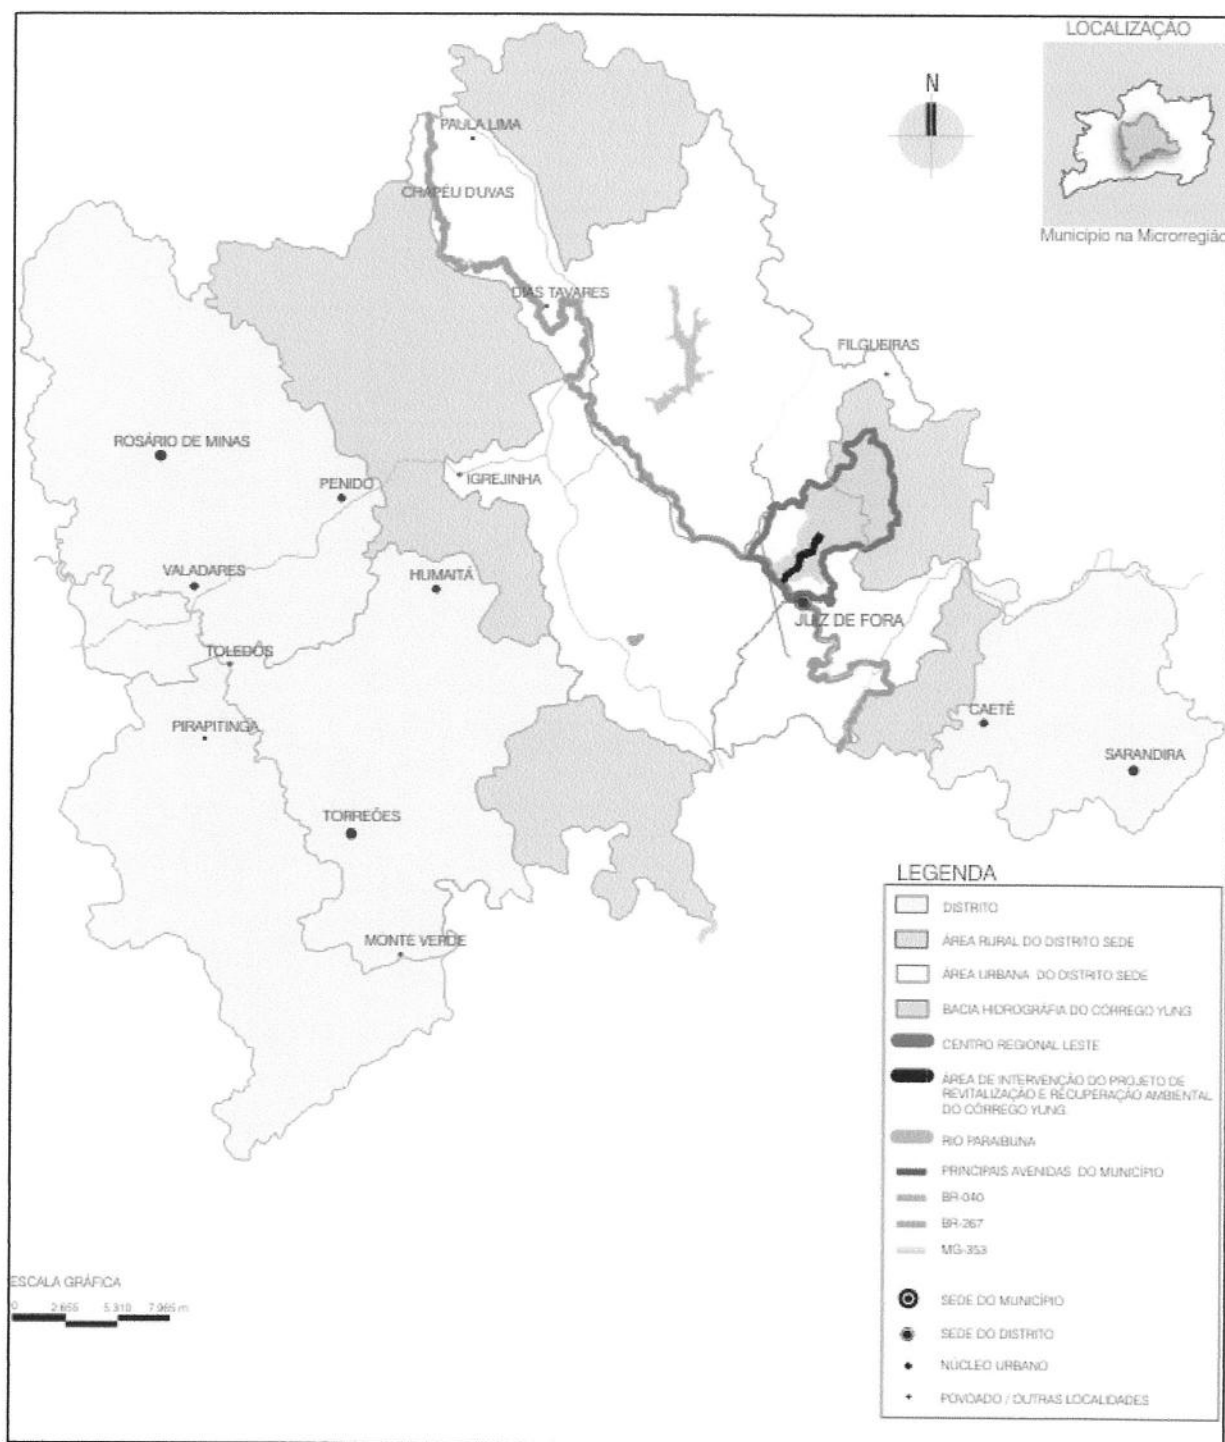 LOCALIZAÇÃO
N
Município na Microrregião
PAULA LIMA
CHAPÉU D'UVAS
DIAS TAVARES
FILGUEIRAS
ROSÁRIO DE MINAS
PENIDO
IGREJINHA
VALADARES
HUMAITÁ
JUIZ DE FORA
TOLEDOS
PIRAPITINGA
CAETÉ
SARANDIRA
TORREÕES
MONTE VERDE
LEGENDA
DISTRITO
ÁREA RURAL DO DISTRITO SEDE
ÁREA URBANA DO DISTRITO SEDE
BACIA HIDROGRÁFIA DO CÓRREGO YUNG
CENTRO REGIONAL LESTE
ÁREA DE INTERVENÇÃO DO PROJETO DE
REVITALIZAÇÃO E RECUPERAÇÃO AMBIENTAL
DO CÓRREGO YUNG
RIO PARAIBUNA
PRINCIPAIS AVENIDAS DO MUNICÍPIO
BR-040
BR-267
MG-353
SEDE DO MUNICÍPIO
SEDE DO DISTRITO
NÚCLEO URBANO
POVOADO / OUTRAS LOCALIDADES
ESCALA GRÁFICA
0 2.655 5.310 7.965 m